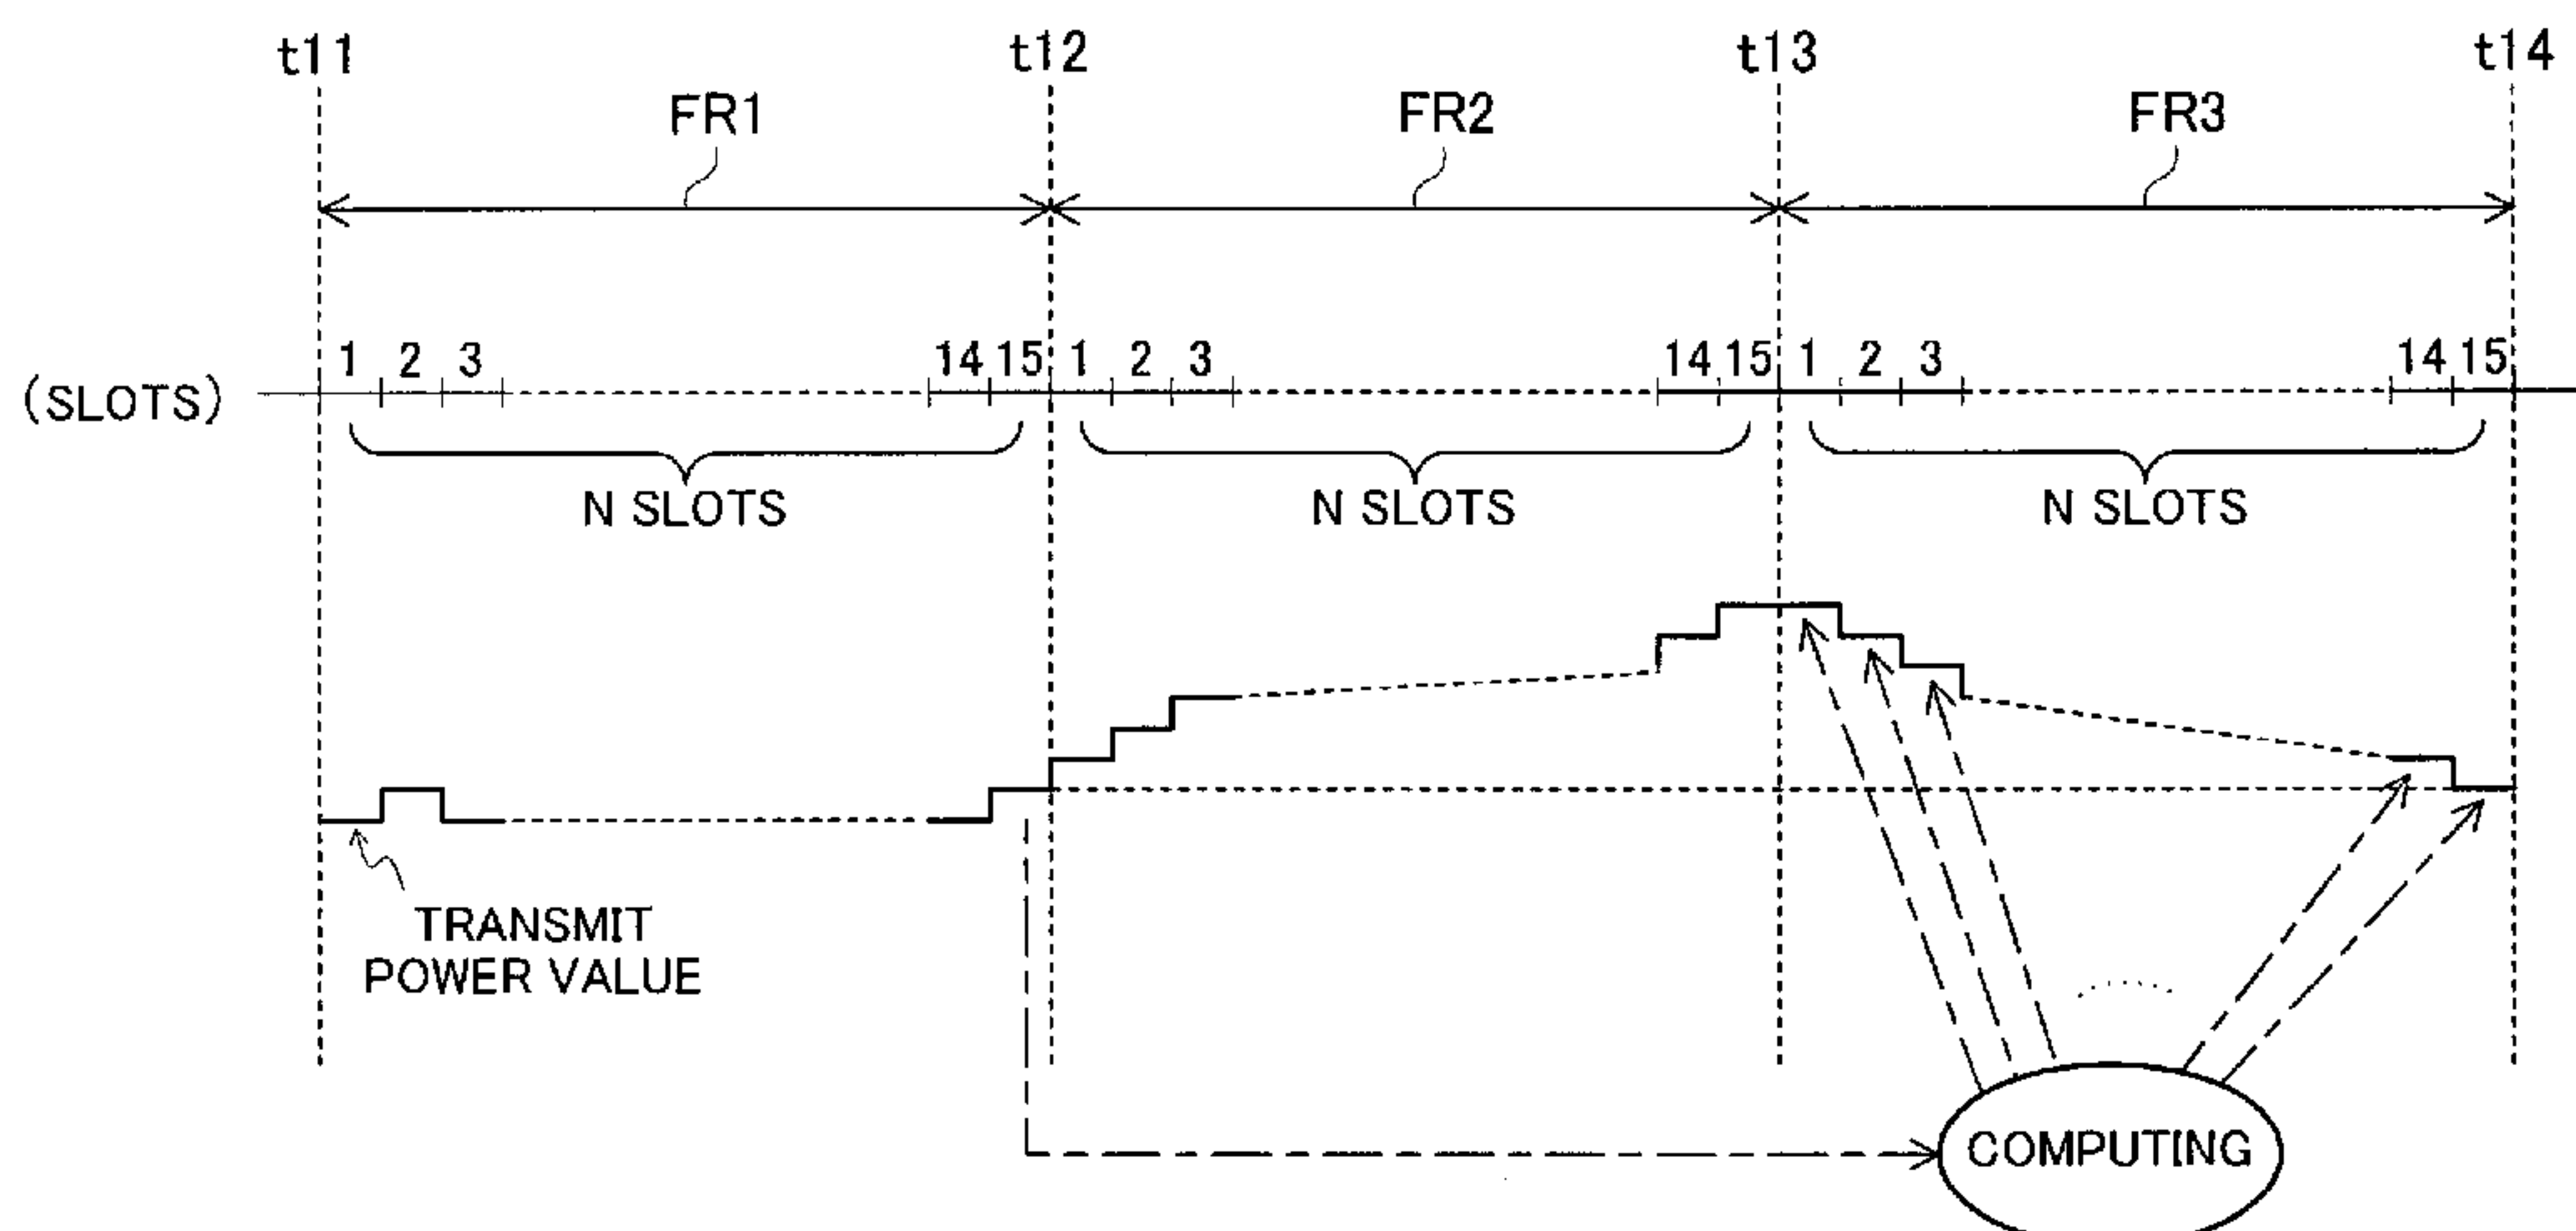 t11 t12 t13 t14
FR1 FR2 FR3
(SLOTS) 1 2 3 14 15 1 2 3 14 15 1 2 3 14 15
N SLOTS N SLOTS N SLOTS
TRANSMIT
POWER VALUE
COMPUTING